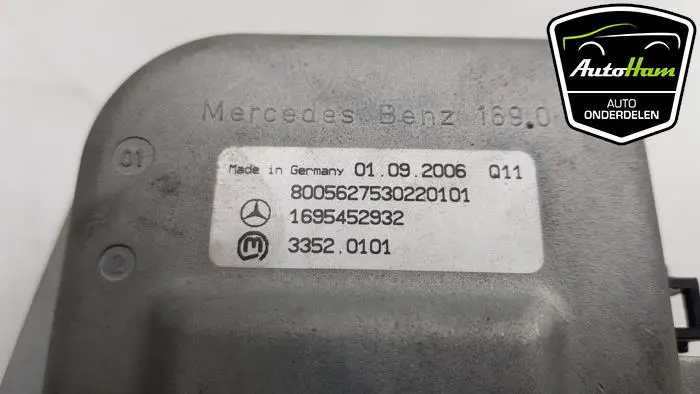 AutoHam
AUTO
ONDERDELEN
Mercedes Benz 169.0
01
Made in Germany 01.09.2006 Q11
8005627530220101
1695452932
3352.0101
2